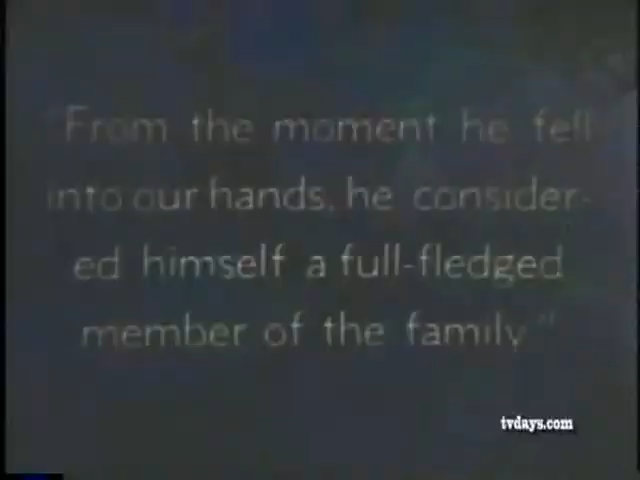 "From the moment he fell
into our hands, he consider-
ed himself a full-fledged
member of the family"
tvdays.com